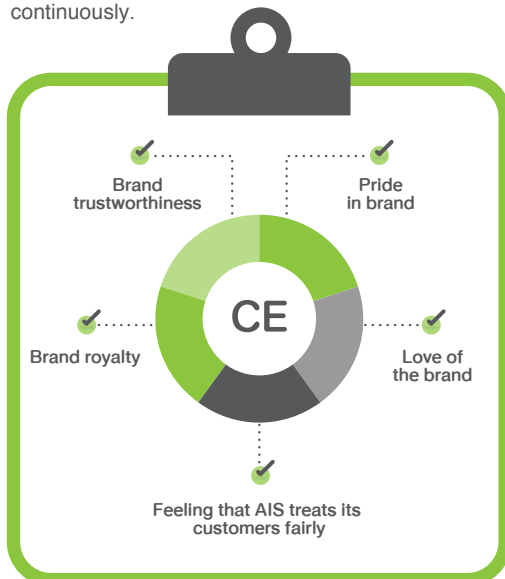 continuously.
Brand
trustworthiness
Pride
in brand
CE
Brand royalty
Love of
the brand
Feeling that AIS treats its
customers fairly